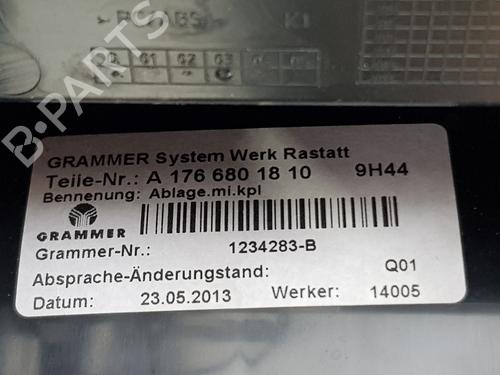 GRAMMER System Werk Rastatt
Teile-Nr.: A 176 680 18 10 9H44
Bennenung: Ablage.mi.kpl
GRAMMER
Grammer-Nr.: 1234283-B
Absprache-Änderungstand: Q01
Datum: 23.05.2013 Werker: 14005
B-PARTS